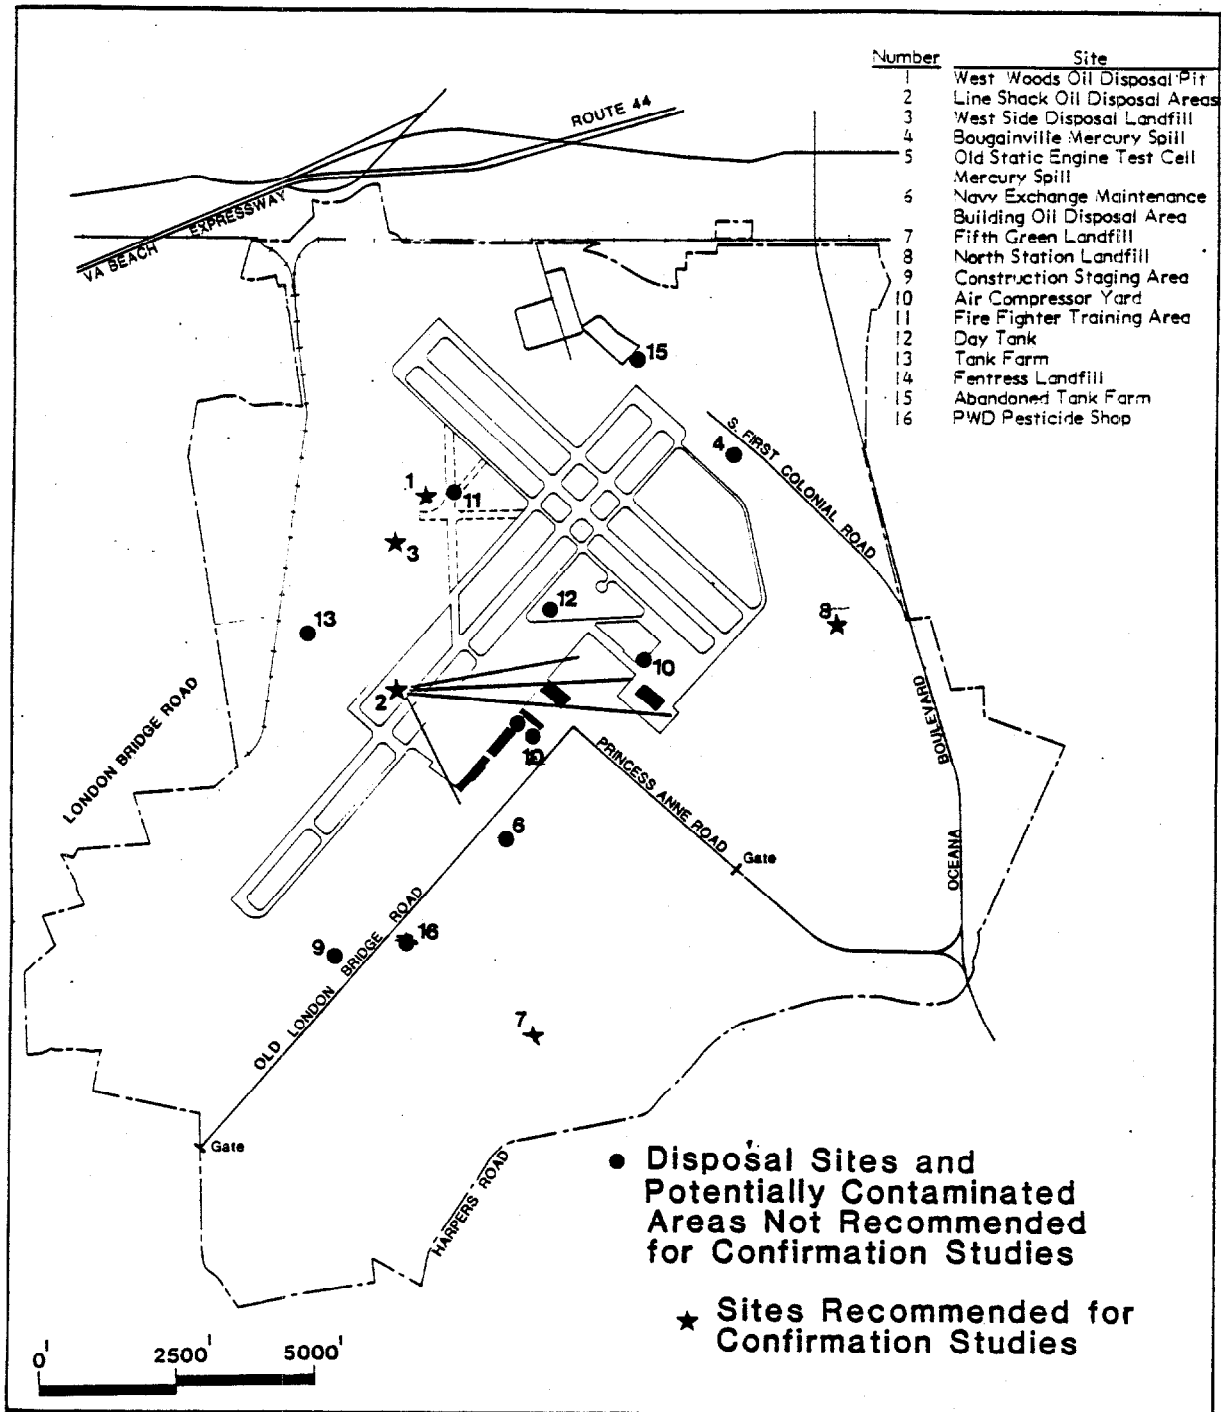 Number Site
1 West Woods Oil Disposal Pit
2 Line Shack Oil Disposal Areas
3 West Side Disposal Landfill
4 Bougainville Mercury Spill
5 Old Static Engine Test Cell
Mercury Spill
6 Navy Exchange Maintenance
Building Oil Disposal Area
7 Fifth Green Landfill
8 North Station Landfill
9 Construction Staging Area
10 Air Compressor Yard
11 Fire Fighter Training Area
12 Day Tank
13 Tank Farm
14 Fentress Landfill
15 Abandoned Tank Farm
16 PWD Pesticide Shop
ROUTE 44
VA BEACH EXPRESSWAY
15
4
S. FIRST COLONIAL ROAD
1
11
3
12
13
8
10
2
LONDON BRIDGE ROAD
PRINCESS ANNE ROAD
OCEANA BOULEVARD
6
Gate
16
9
OLD LONDON BRIDGE ROAD
7
Gate
HARPERS ROAD
Disposal Sites and
Potentially Contaminated
Areas Not Recommended
for Confirmation Studies
Sites Recommended for
Confirmation Studies
0' 2500' 5000'